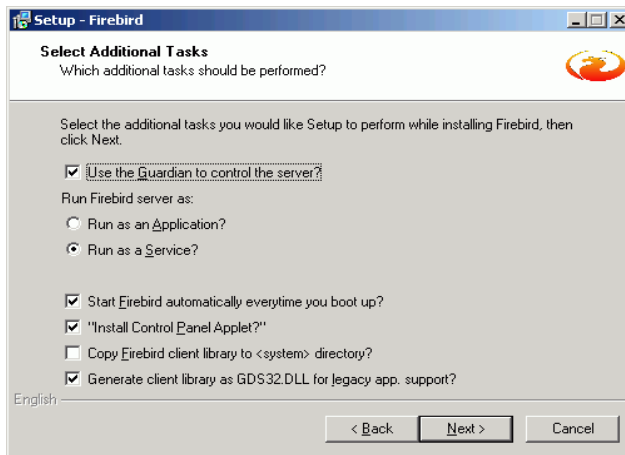 Setup - Firebird
Select Additional Tasks
Which additional tasks should be performed?
Select the additional tasks you would like Setup to perform while installing Firebird, then
click Next.
Use the Guardian to control the server?
Run Firebird server as:
Run as an Application?
Run as a Service?
Start Firebird automatically everytime you boot up?
"Install Control Panel Applet?"
Copy Firebird client library to <system> directory?
Generate client library as GDS32.DLL for legacy app. support?
English
< Back
Next >
Cancel